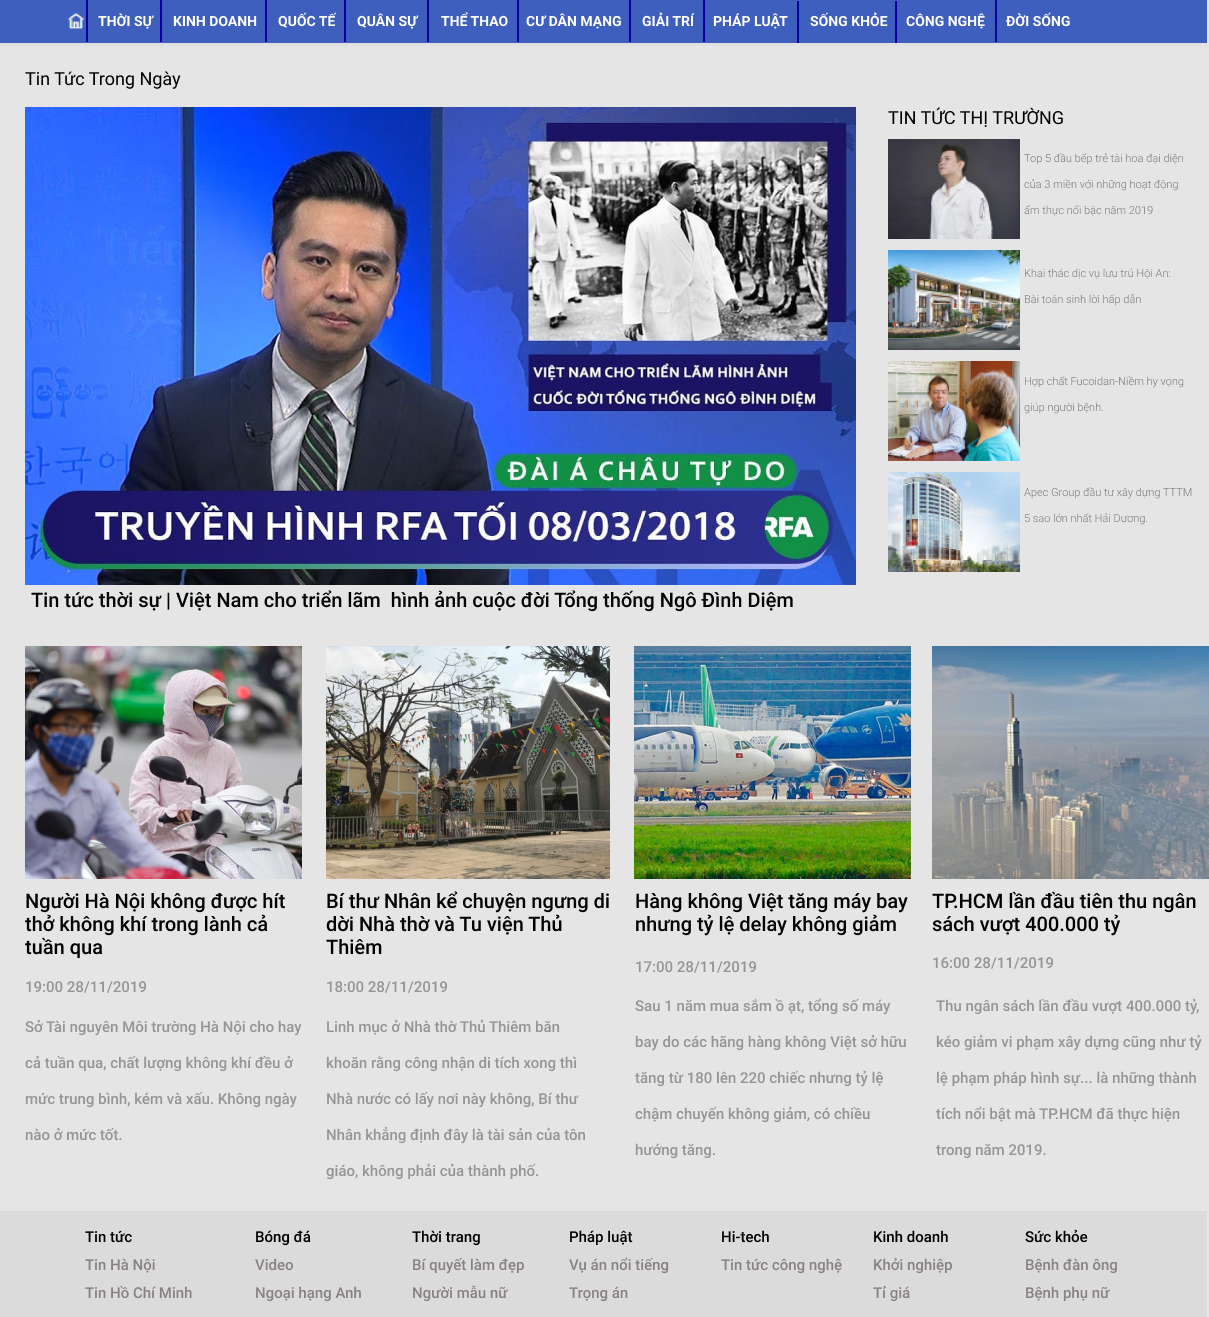 THỜI SỰ KINH DOANH QUỐC TẾ QUÂN SỰ THỂ THAO CƯ DÂN MẠNG GIẢI TRÍ PHÁP LUẬT SỐNG KHỎE CÔNG NGHỆ ĐỜI SỐNG
Tin Tức Trong Ngày
VIỆT NAM CHO TRIỂN LÃM HÌNH ẢNH
CUỐC ĐỜI TỔNG THỐNG NGÔ ĐÌNH DIỆM
ĐÀI Á CHÂU TỰ DO
TRUYỀN HÌNH RFA TỐI 08/03/2018
RFA
Tin tức thời sự | Việt Nam cho triển lãm hình ảnh cuộc đời Tổng thống Ngô Đình Diệm
TIN TỨC THỊ TRƯỜNG
Top 5 đầu bếp trẻ tài hoa đại diện
của 3 miền với những hoạt động
ẩm thực nổi bậc năm 2019
Khai thác dịc vụ lưu trú Hội An:
Bài toán sinh lời hấp dẫn
Hợp chất Fucoidan-Niềm hy vọng
giúp người bệnh.
Apec Group đầu tư xây dựng TTTM
5 sao lớn nhất Hải Dương.
Người Hà Nội không được hít
thở không khí trong lành cả
tuần qua
19:00 28/11/2019
Sở Tài nguyên Môi trường Hà Nội cho hay
cả tuần qua, chất lượng không khí đều ở
mức trung bình, kém và xấu. Không ngày
nào ở mức tốt.
Bí thư Nhân kể chuyện ngưng di
dời Nhà thờ và Tu viện Thủ
Thiêm
18:00 28/11/2019
Linh mục ở Nhà thờ Thủ Thiêm băn
khoăn rằng công nhận di tích xong thì
Nhà nước có lấy nơi này không, Bí thư
Nhân khẳng định đây là tài sản của tôn
giáo, không phải của thành phố.
Hàng không Việt tăng máy bay
nhưng tỷ lệ delay không giảm
17:00 28/11/2019
Sau 1 năm mua sắm ồ ạt, tổng số máy
bay do các hãng hàng không Việt sở hữu
tăng từ 180 lên 220 chiếc nhưng tỷ lệ
chậm chuyến không giảm, có chiều
hướng tăng.
TP.HCM lần đầu tiên thu ngân
sách vượt 400.000 tỷ
16:00 28/11/2019
Thu ngân sách lần đầu vượt 400.000 tỷ,
kéo giảm vi phạm xây dựng cũng như tỷ
lệ phạm pháp hình sự... là những thành
tích nổi bật mà TP.HCM đã thực hiện
trong năm 2019.
Tin tức Bóng đá Thời trang Pháp luật Hi-tech Kinh doanh Sức khỏe
Tin Hà Nội Video Bí quyết làm đẹp Vụ án nổi tiếng Tin tức công nghệ Khởi nghiệp Bệnh đàn ông
Tin Hồ Chí Minh Ngoại hạng Anh Người mẫu nữ Trọng án Tỉ giá Bệnh phụ nữ